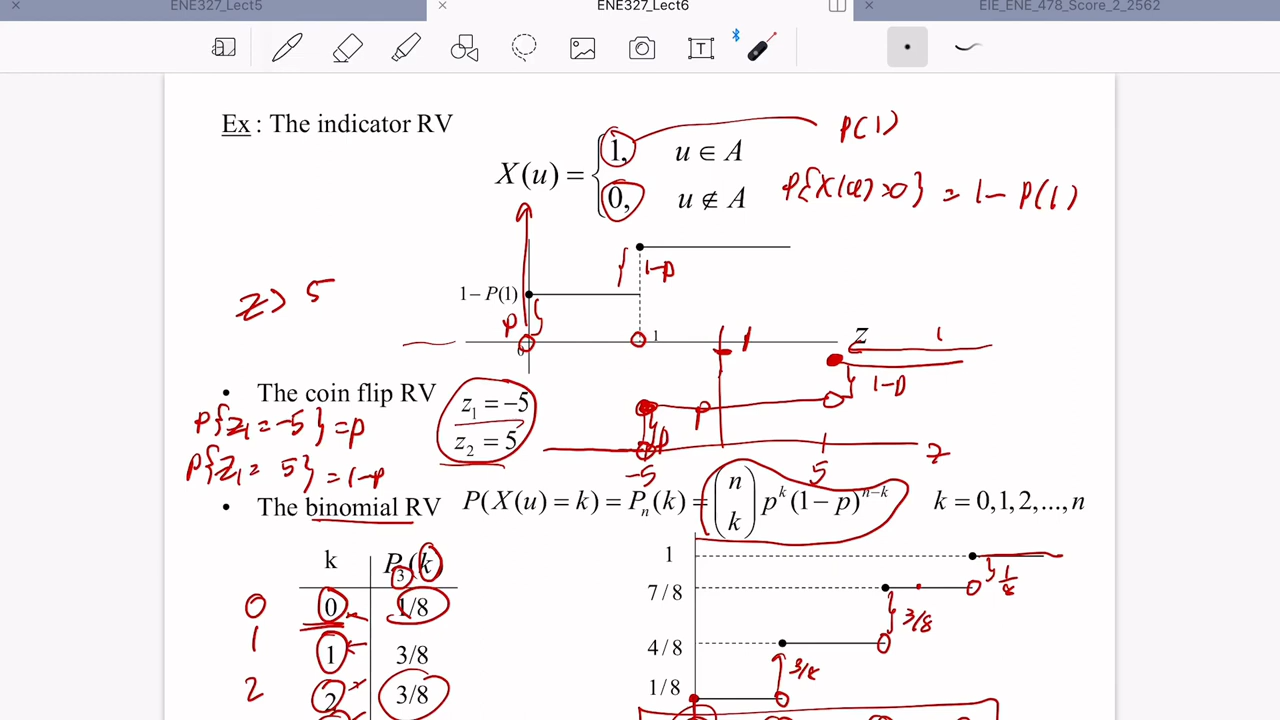 ENE327_Lect5
ENE327_Lect6
EIE_ENE_478_Score_2_2562
T
Ex : The indicator RV
P(1)
X(u) = { 1, u ∈ A
0, u ∉ A
= 1 - P(1)
1-p
1 − P(1)
P
z > 5
0
1
z
1
1-p
• The coin flip RV
z₁ = −5
z₂ = 5
P{z₁ = -5} = p
P{z₁ = 5} = 1-p
p
p
-5
5
z
• The binomial RV P(X(u) = k) = Pₙ(k) = (n k) pᵏ(1 − p)ⁿ⁻ᵏ k = 0,1,2,...,n
k P₃(k)
0 0 1/8
1 1 3/8
2 2 3/8
1
1/8
7/8
3/8
4/8
3/8
1/8